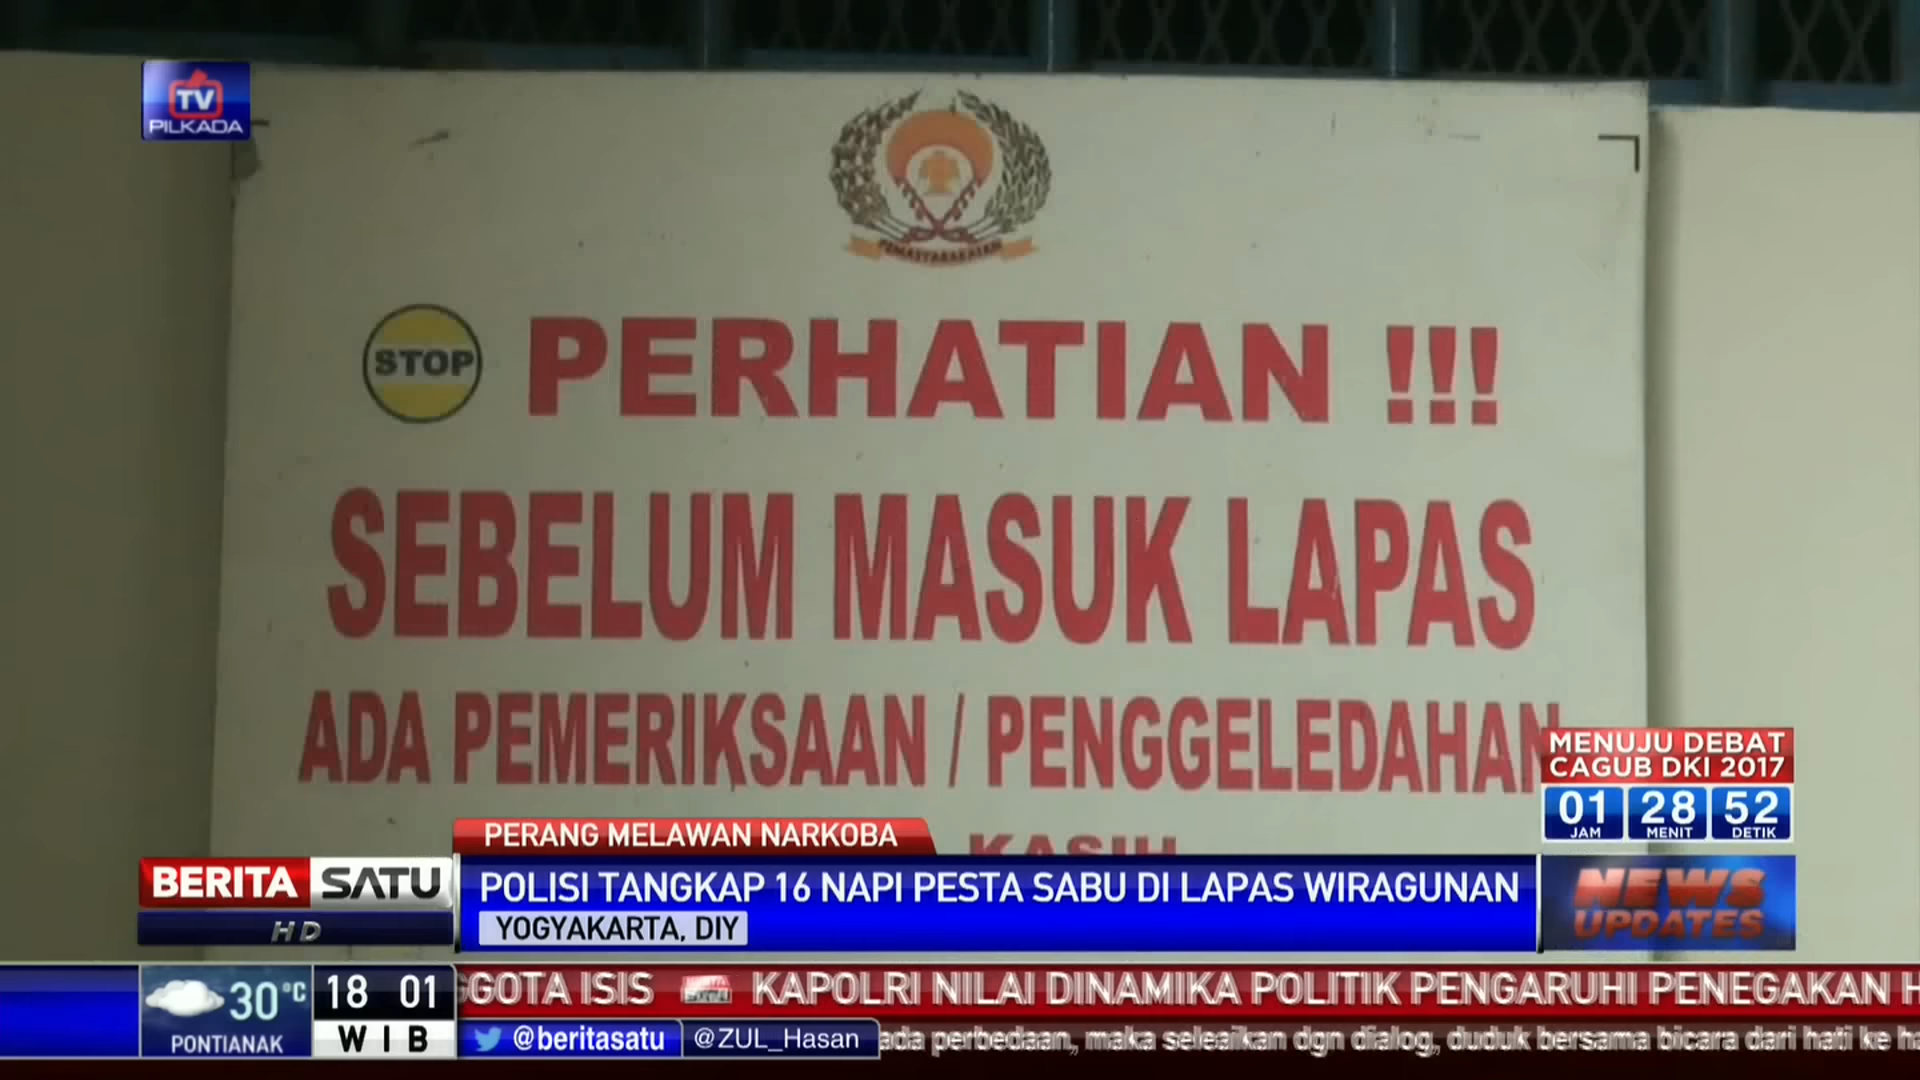 TV
PILKADA
PEMASYARAKATAN
STOP
PERHATIAN !!!
SEBELUM MASUK LAPAS
ADA PEMERIKSAAN / PENGGELEDAHAN
KASIH
MENUJU DEBAT
CAGUB DKI 2017
01 28 52
JAM MENIT DETIK
PERANG MELAWAN NARKOBA
BERITA SATU
HD
POLISI TANGKAP 16 NAPI PESTA SABU DI LAPAS WIRAGUNAN
YOGYAKARTA, DIY
NEWS
UPDATES
30°C
PONTIANAK
18 01
WIB
GGOTA ISIS KAPOLRI NILAI DINAMIKA POLITIK PENGARUHI PENEGAKAN H
@beritasatu @ZUL_Hasan ada perbedaan, maka seleaikan dgn dialog, duduk bersama bicara dari hati ke ha